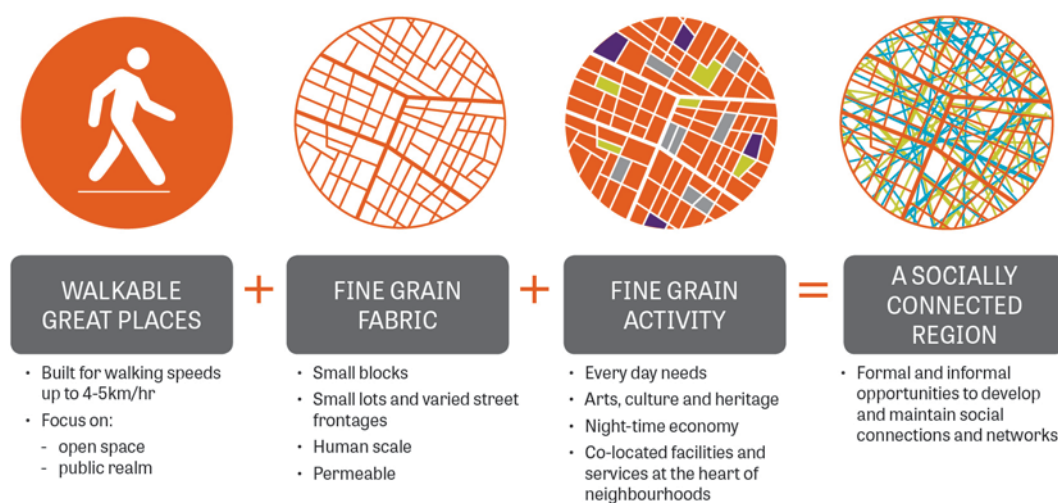 WALKABLE
GREAT PLACES
• Built for walking speeds
up to 4-5km/hr
• Focus on:
- open space
- public realm
+
FINE GRAIN
FABRIC
• Small blocks
• Small lots and varied street
frontages
• Human scale
• Permeable
+
FINE GRAIN
ACTIVITY
• Every day needs
• Arts, culture and heritage
• Night-time economy
• Co-located facilities and
services at the heart of
neighbourhoods
=
A SOCIALLY
CONNECTED
REGION
• Formal and informal
opportunities to develop
and maintain social
connections and networks